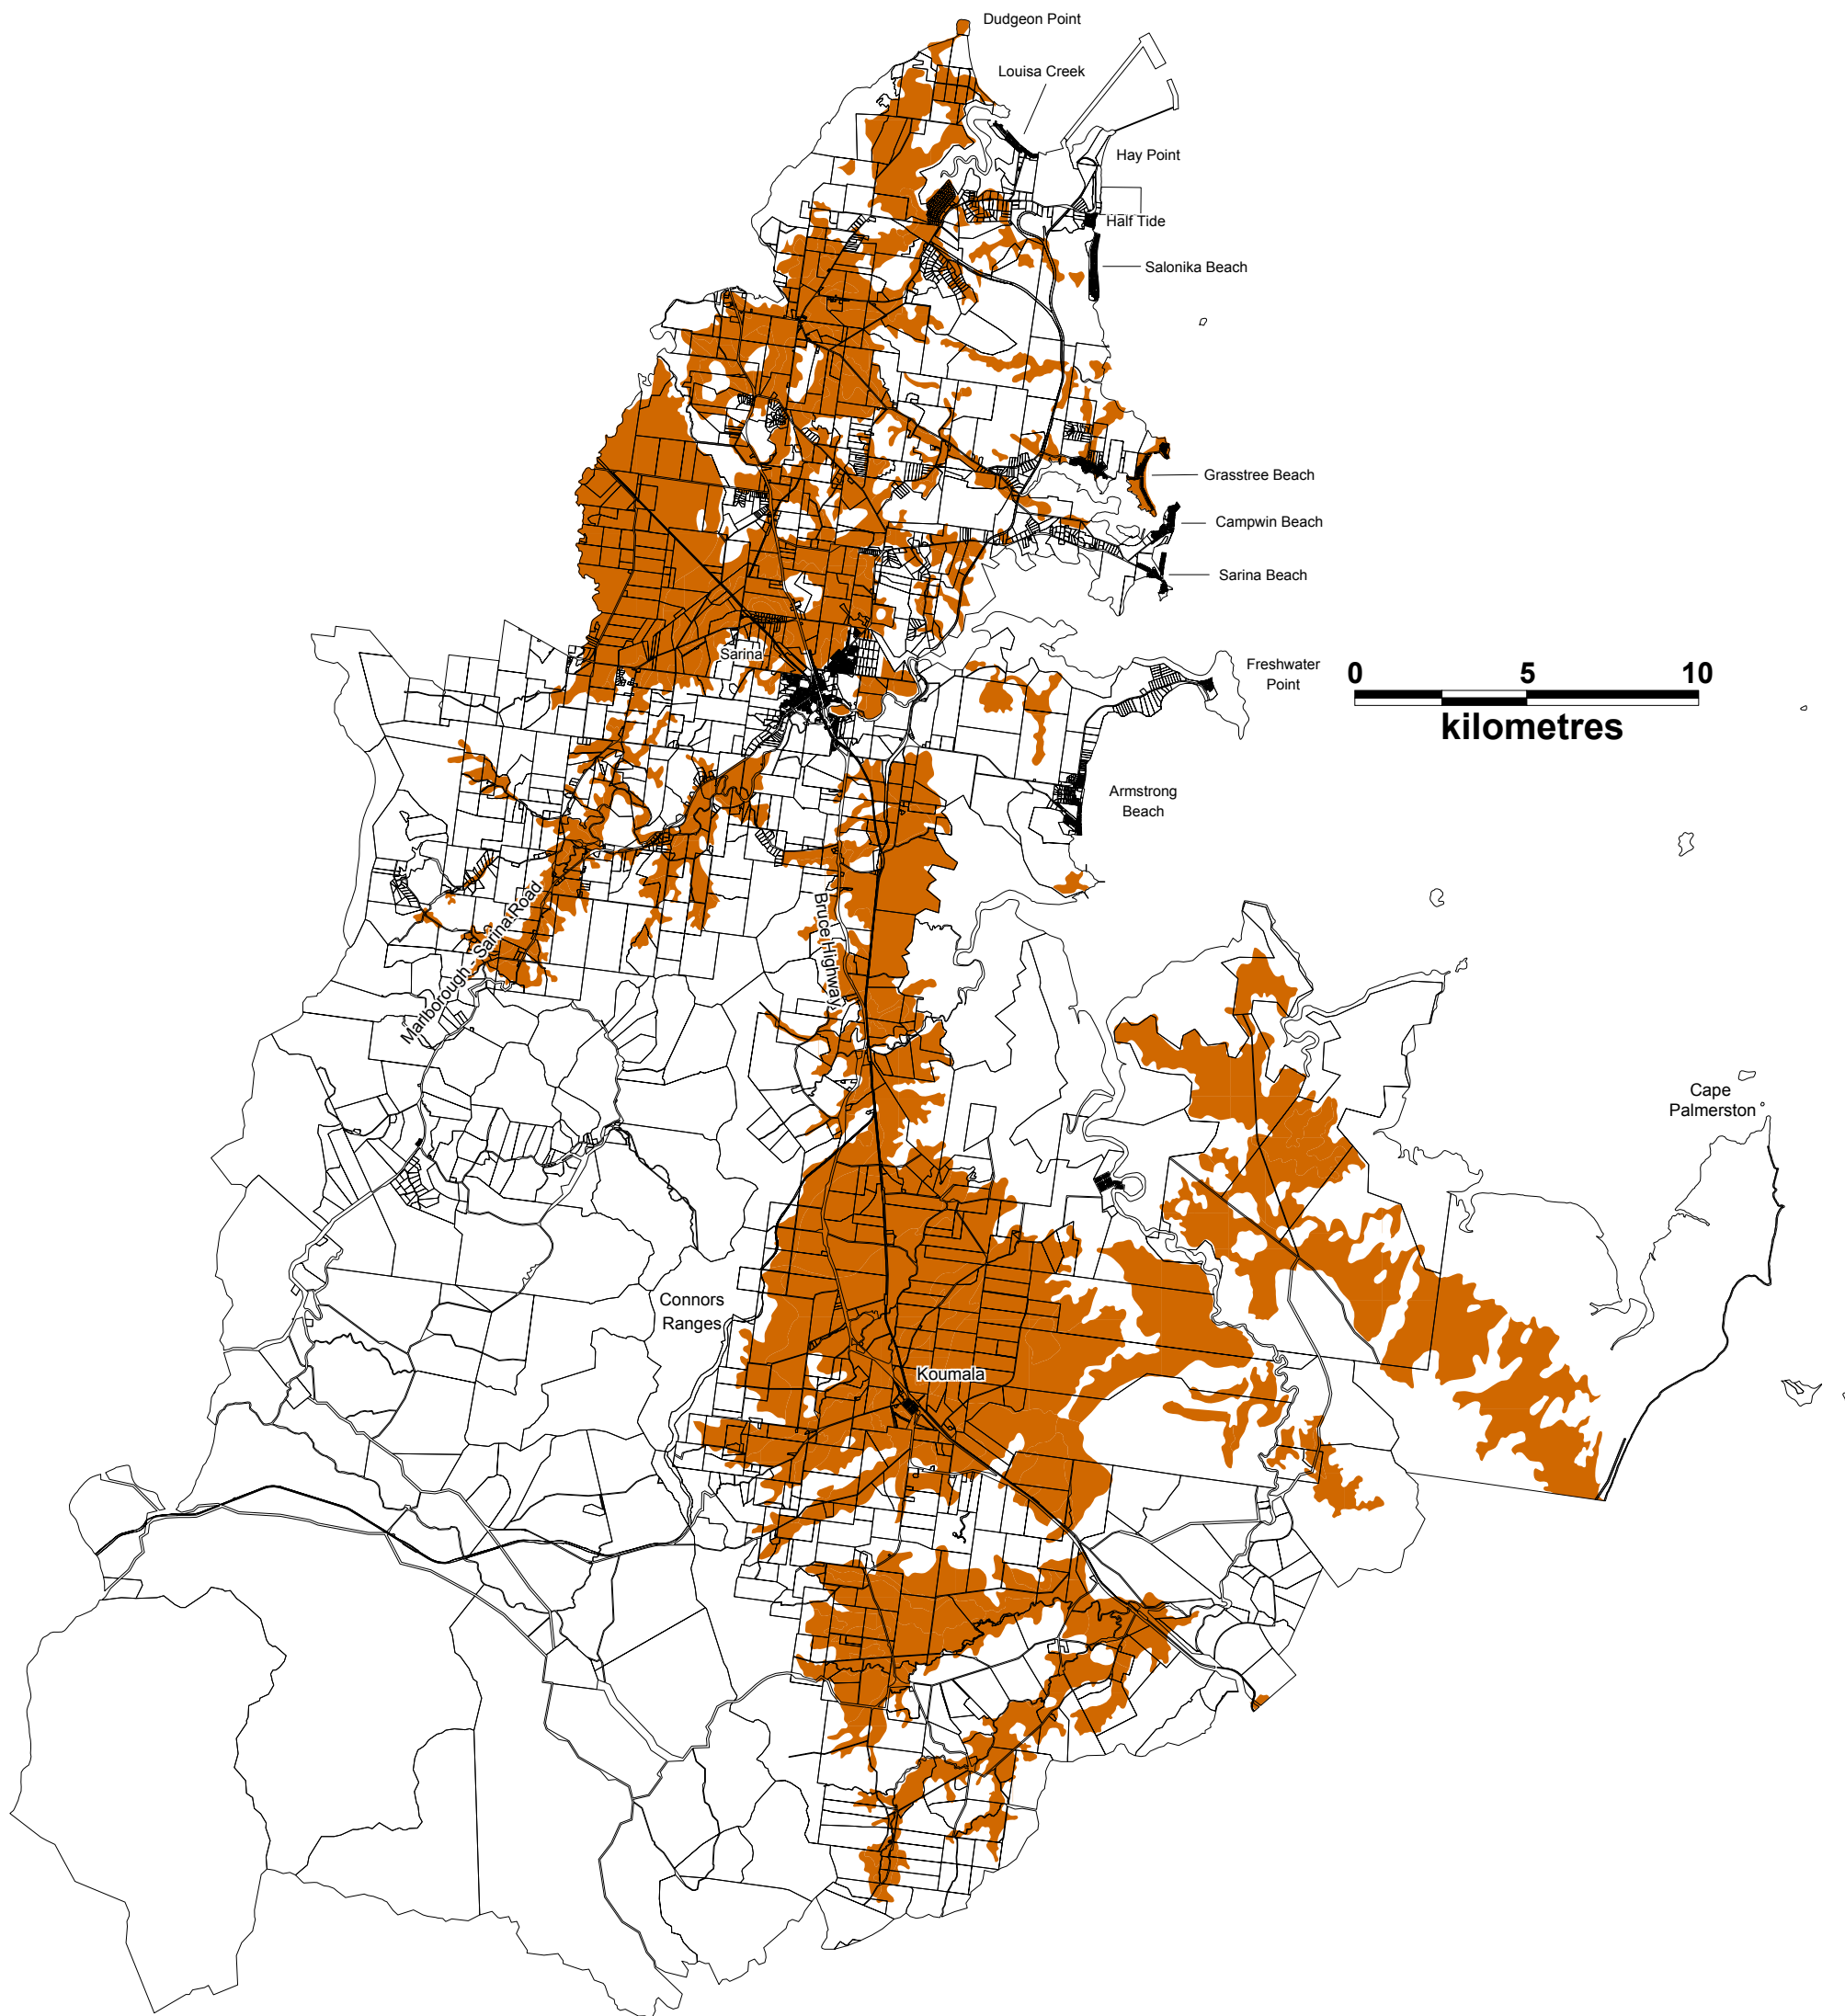 Dudgeon Point
Louisa Creek
Hay Point
Half Tide
Salonika Beach
Grasstree Beach
Campwin Beach
Sarina Beach
Sarina
Freshwater
Point
0 5 10
kilometres
Armstrong
Beach
Marlborough - Sarina Road
Bruce Highway
Cape
Palmerston
Connors
Ranges
Koumala